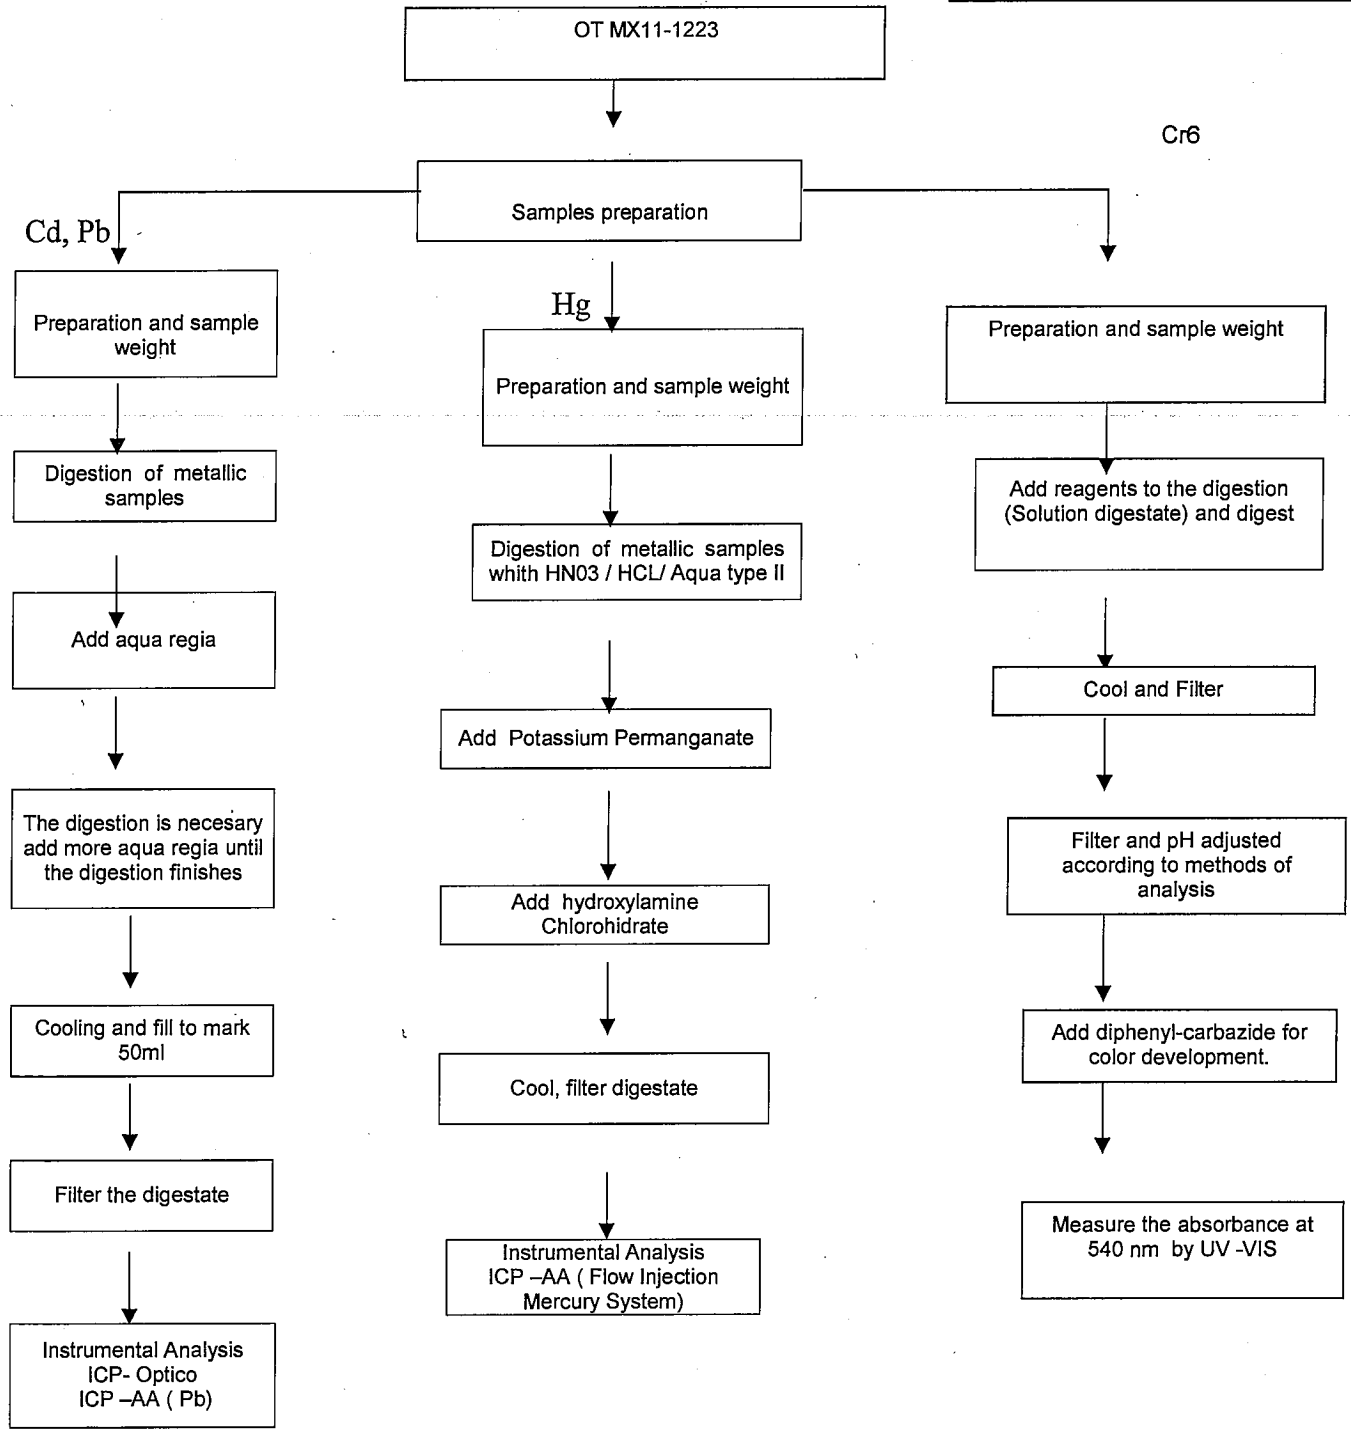 OT MX11-1223
Samples preparation
Cd, Pb
Preparation and sample
weight
Digestion of metallic
samples
Add aqua regia
The digestion is necesary
add more aqua regia until
the digestion finishes
Cooling and fill to mark
50ml
Filter the digestate
Instrumental Analysis
ICP- Optico
ICP –AA ( Pb)
Hg
Preparation and sample weight
Digestion of metallic samples
whith HN03 / HCL/ Aqua type II
Add Potassium Permanganate
Add hydroxylamine
Chlorohidrate
Cool, filter digestate
Instrumental Analysis
ICP –AA ( Flow Injection
Mercury System)
Cr6
Preparation and sample weight
Add reagents to the digestion
(Solution digestate) and digest
Cool and Filter
Filter and pH adjusted
according to methods of
analysis
Add diphenyl-carbazide for
color development.
Measure the absorbance at
540 nm by UV -VIS